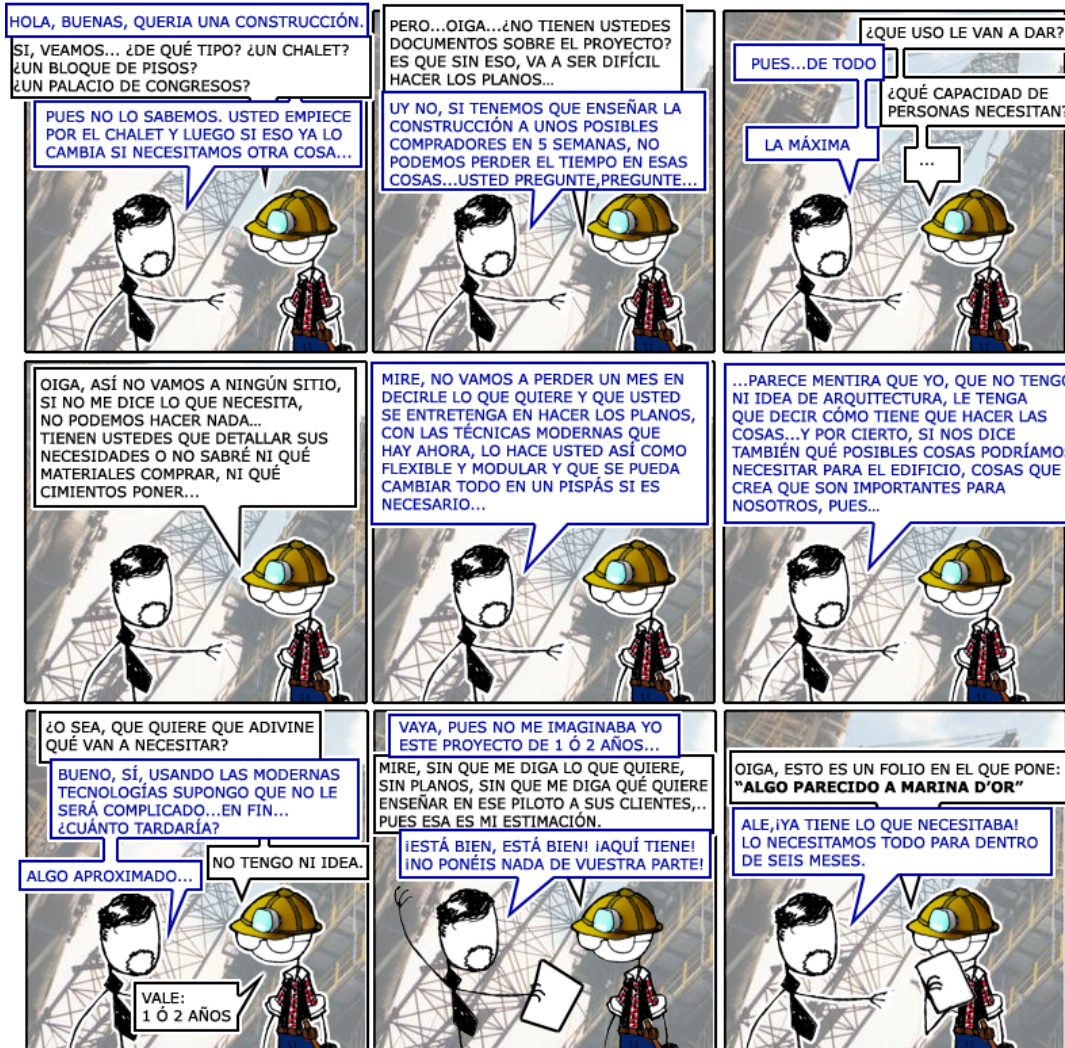 HOLA, BUENAS, QUERIA UNA CONSTRUCCIÓN.
SI, VEAMOS... ¿DE QUÉ TIPO? ¿UN CHALET?
¿UN BLOQUE DE PISOS?
¿UN PALACIO DE CONGRESOS?
PUES NO LO SABEMOS. USTED EMPIECE
POR EL CHALET Y LUEGO SI ESO YA LO
CAMBIA SI NECESITAMOS OTRA COSA...
PERO...OIGA...¿NO TIENEN USTEDES
DOCUMENTOS SOBRE EL PROYECTO?
ES QUE SIN ESO, VA A SER DIFÍCIL
HACER LOS PLANOS...
UY NO, SI TENEMOS QUE ENSEÑAR LA
CONSTRUCCIÓN A UNOS POSIBLES
COMPRADORES EN 5 SEMANAS, NO
PODEMOS PERDER EL TIEMPO EN ESAS
COSAS...USTED PREGUNTE,PREGUNTE...
¿QUE USO LE VAN A DAR?
PUES...DE TODO
¿QUÉ CAPACIDAD DE
PERSONAS NECESITAN?
LA MÁXIMA
...
OIGA, ASÍ NO VAMOS A NINGÚN SITIO,
SI NO ME DICE LO QUE NECESITA,
NO PODEMOS HACER NADA...
TIENEN USTEDES QUE DETALLAR SUS
NECESIDADES O NO SABRÉ NI QUÉ
MATERIALES COMPRAR, NI QUÉ
CIMIENTOS PONER...
MIRE, NO VAMOS A PERDER UN MES EN
DECIRLE LO QUE QUIERE Y QUE USTED
SE ENTRETENGA EN HACER LOS PLANOS,
CON LAS TÉCNICAS MODERNAS QUE
HAY AHORA, LO HACE USTED ASÍ COMO
FLEXIBLE Y MODULAR Y QUE SE PUEDA
CAMBIAR TODO EN UN PISPÁS SI ES
NECESARIO...
...PARECE MENTIRA QUE YO, QUE NO TENGO
NI IDEA DE ARQUITECTURA, LE TENGA
QUE DECIR CÓMO TIENE QUE HACER LAS
COSAS...Y POR CIERTO, SI NOS DICE
TAMBIÉN QUÉ POSIBLES COSAS PODRÍAMOS
NECESITAR PARA EL EDIFICIO, COSAS QUE
CREA QUE SON IMPORTANTES PARA
NOSOTROS, PUES...
¿O SEA, QUE QUIERE QUE ADIVINE
QUÉ VAN A NECESITAR?
BUENO, SÍ, USANDO LAS MODERNAS
TECNOLOGÍAS SUPONGO QUE NO LE
SERÁ COMPLICADO...EN FIN...
¿CUÁNTO TARDARÍA?
NO TENGO NI IDEA.
ALGO APROXIMADO...
VALE:
1 Ó 2 AÑOS
VAYA, PUES NO ME IMAGINABA YO
ESTE PROYECTO DE 1 Ó 2 AÑOS...
MIRE, SIN QUE ME DIGA LO QUE QUIERE,
SIN PLANOS, SIN QUE ME DIGA QUÉ QUIERE
ENSEÑAR EN ESE PILOTO A SUS CLIENTES,..
PUES ESA ES MI ESTIMACIÓN.
¡ESTÁ BIEN, ESTÁ BIEN! ¡AQUÍ TIENE!
¡NO PONÉIS NADA DE VUESTRA PARTE!
OIGA, ESTO ES UN FOLIO EN EL QUE PONE:
"ALGO PARECIDO A MARINA D'OR"
ALE,¡YA TIENE LO QUE NECESITABA!
LO NECESITAMOS TODO PARA DENTRO
DE SEIS MESES.